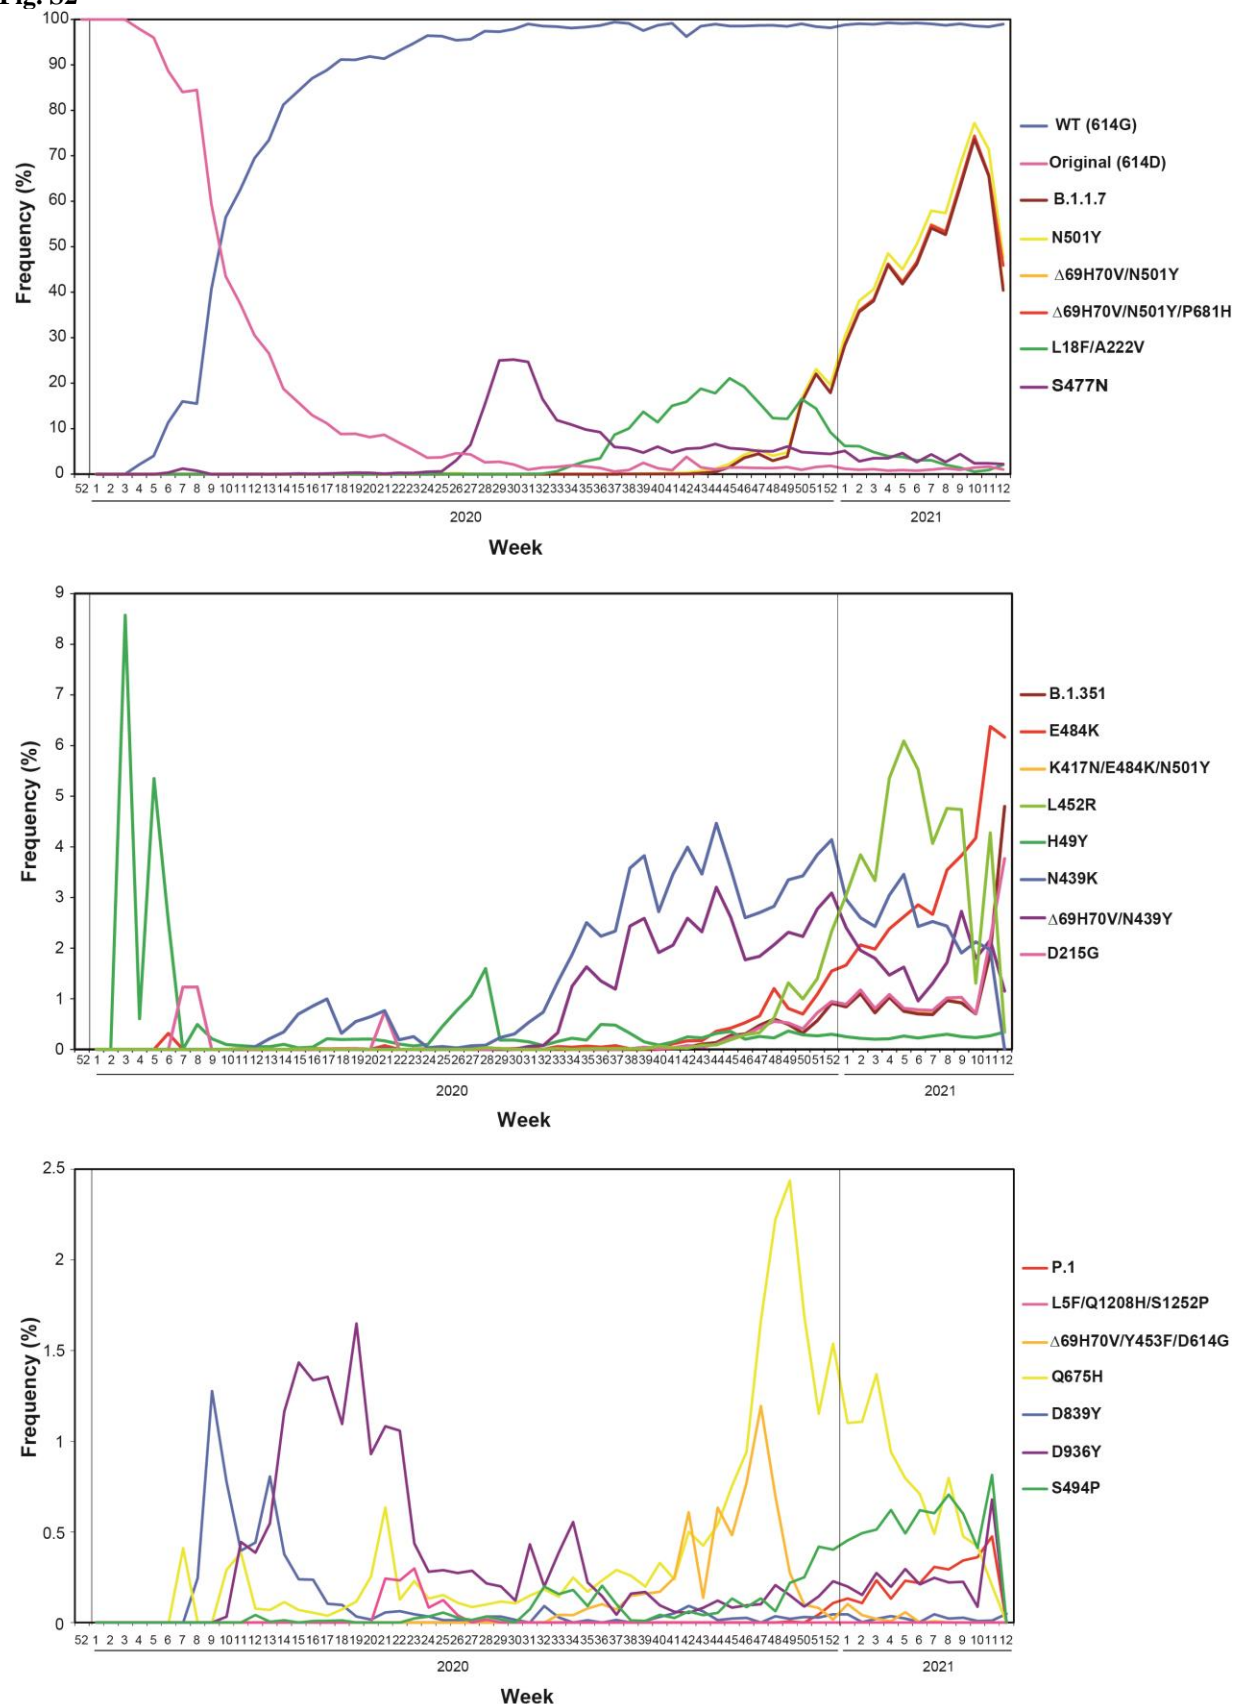 Fig. S2
100
90
80
70
60
50
40
30
20
10
0
Frequency (%)
52 1 2 3 4 5 6 7 8 9 10 11 12 13 14 15 16 17 18 19 20 21 22 23 24 25 26 27 28 29 30 31 32 33 34 35 36 37 38 39 40 41 42 43 44 45 46 47 48 49 50 51 52 1 2 3 4 5 6 7 8 9 10 11 12
2020 2021
Week
WT (614G)
Original (614D)
B.1.1.7
N501Y
∆69H70V/N501Y
∆69H70V/N501Y/P681H
L18F/A222V
S477N
9
8
7
6
5
4
3
2
1
0
Frequency (%)
52 1 2 3 4 5 6 7 8 9 10 11 12 13 14 15 16 17 18 19 20 21 22 23 24 25 26 27 28 29 30 31 32 33 34 35 36 37 38 39 40 41 42 43 44 45 46 47 48 49 50 51 52 1 2 3 4 5 6 7 8 9 10 11 12
2020 2021
Week
B.1.351
E484K
K417N/E484K/N501Y
L452R
H49Y
N439K
∆69H70V/N439Y
D215G
2.5
2
1.5
1
0.5
0
Frequency (%)
52 1 2 3 4 5 6 7 8 9 10 11 12 13 14 15 16 17 18 19 20 21 22 23 24 25 26 27 28 29 30 31 32 33 34 35 36 37 38 39 40 41 42 43 44 45 46 47 48 49 50 51 52 1 2 3 4 5 6 7 8 9 10 11 12
2020 2021
Week
P.1
L5F/Q1208H/S1252P
∆69H70V/Y453F/D614G
Q675H
D839Y
D936Y
S494P